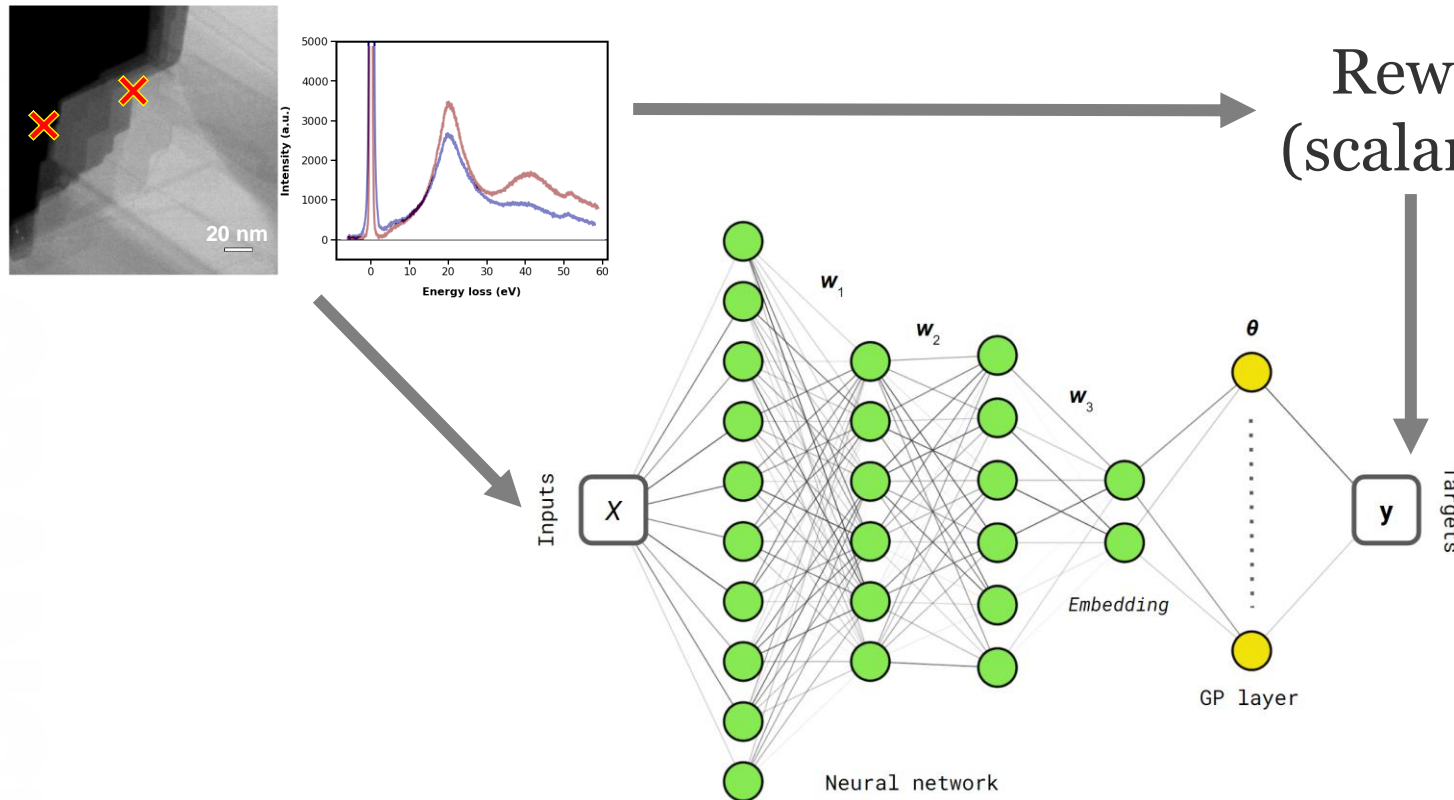 20 nm
5000
4000
3000
2000
1000
0
Intensity (a.u.)
0 10 20 30 40 50 60
Energy loss (eV)
Rew
(scalar
w1
w2
w3
θ
Inputs
X
y
Targets
Embedding
GP layer
Neural network